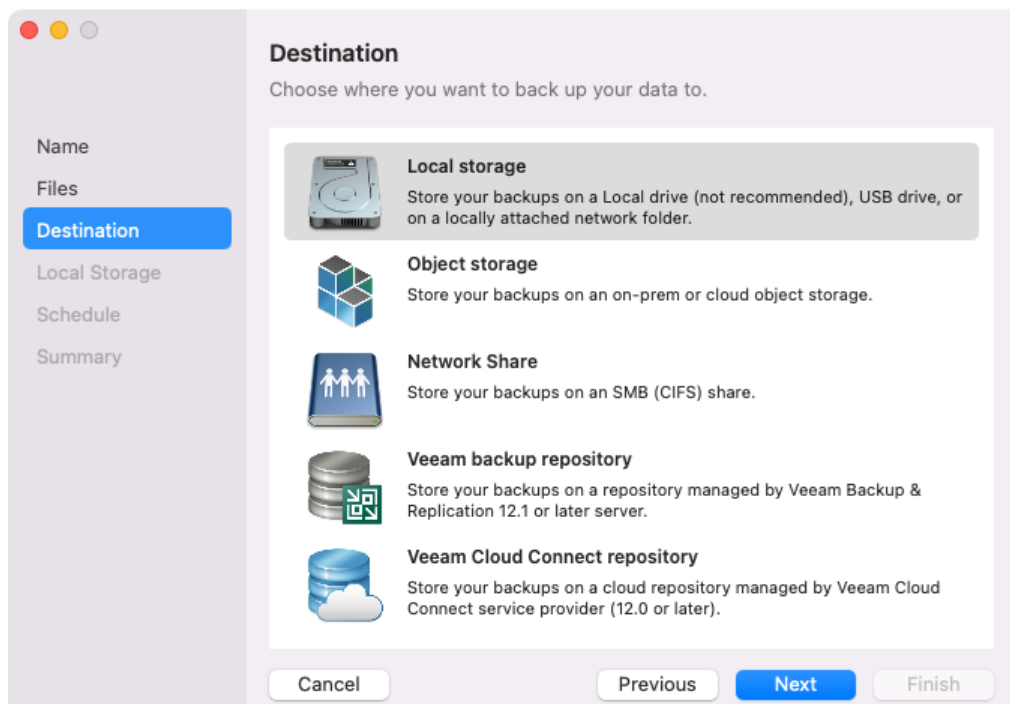 Destination
Choose where you want to back up your data to.
Name
Files
Destination
Local Storage
Schedule
Summary
Local storage
Store your backups on a Local drive (not recommended), USB drive, or
on a locally attached network folder.
Object storage
Store your backups on an on-prem or cloud object storage.
Network Share
Store your backups on an SMB (CIFS) share.
Veeam backup repository
Store your backups on a repository managed by Veeam Backup &
Replication 12.1 or later server.
Veeam Cloud Connect repository
Store your backups on a cloud repository managed by Veeam Cloud
Connect service provider (12.0 or later).
Cancel
Previous
Next
Finish